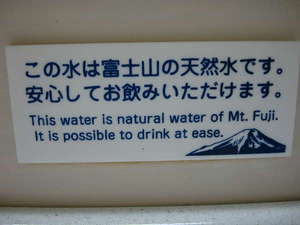 この水は富士山の天然水です。
安心してお飲みいただけます。
This water is natural water of Mt. Fuji.
It is possible to drink at ease.